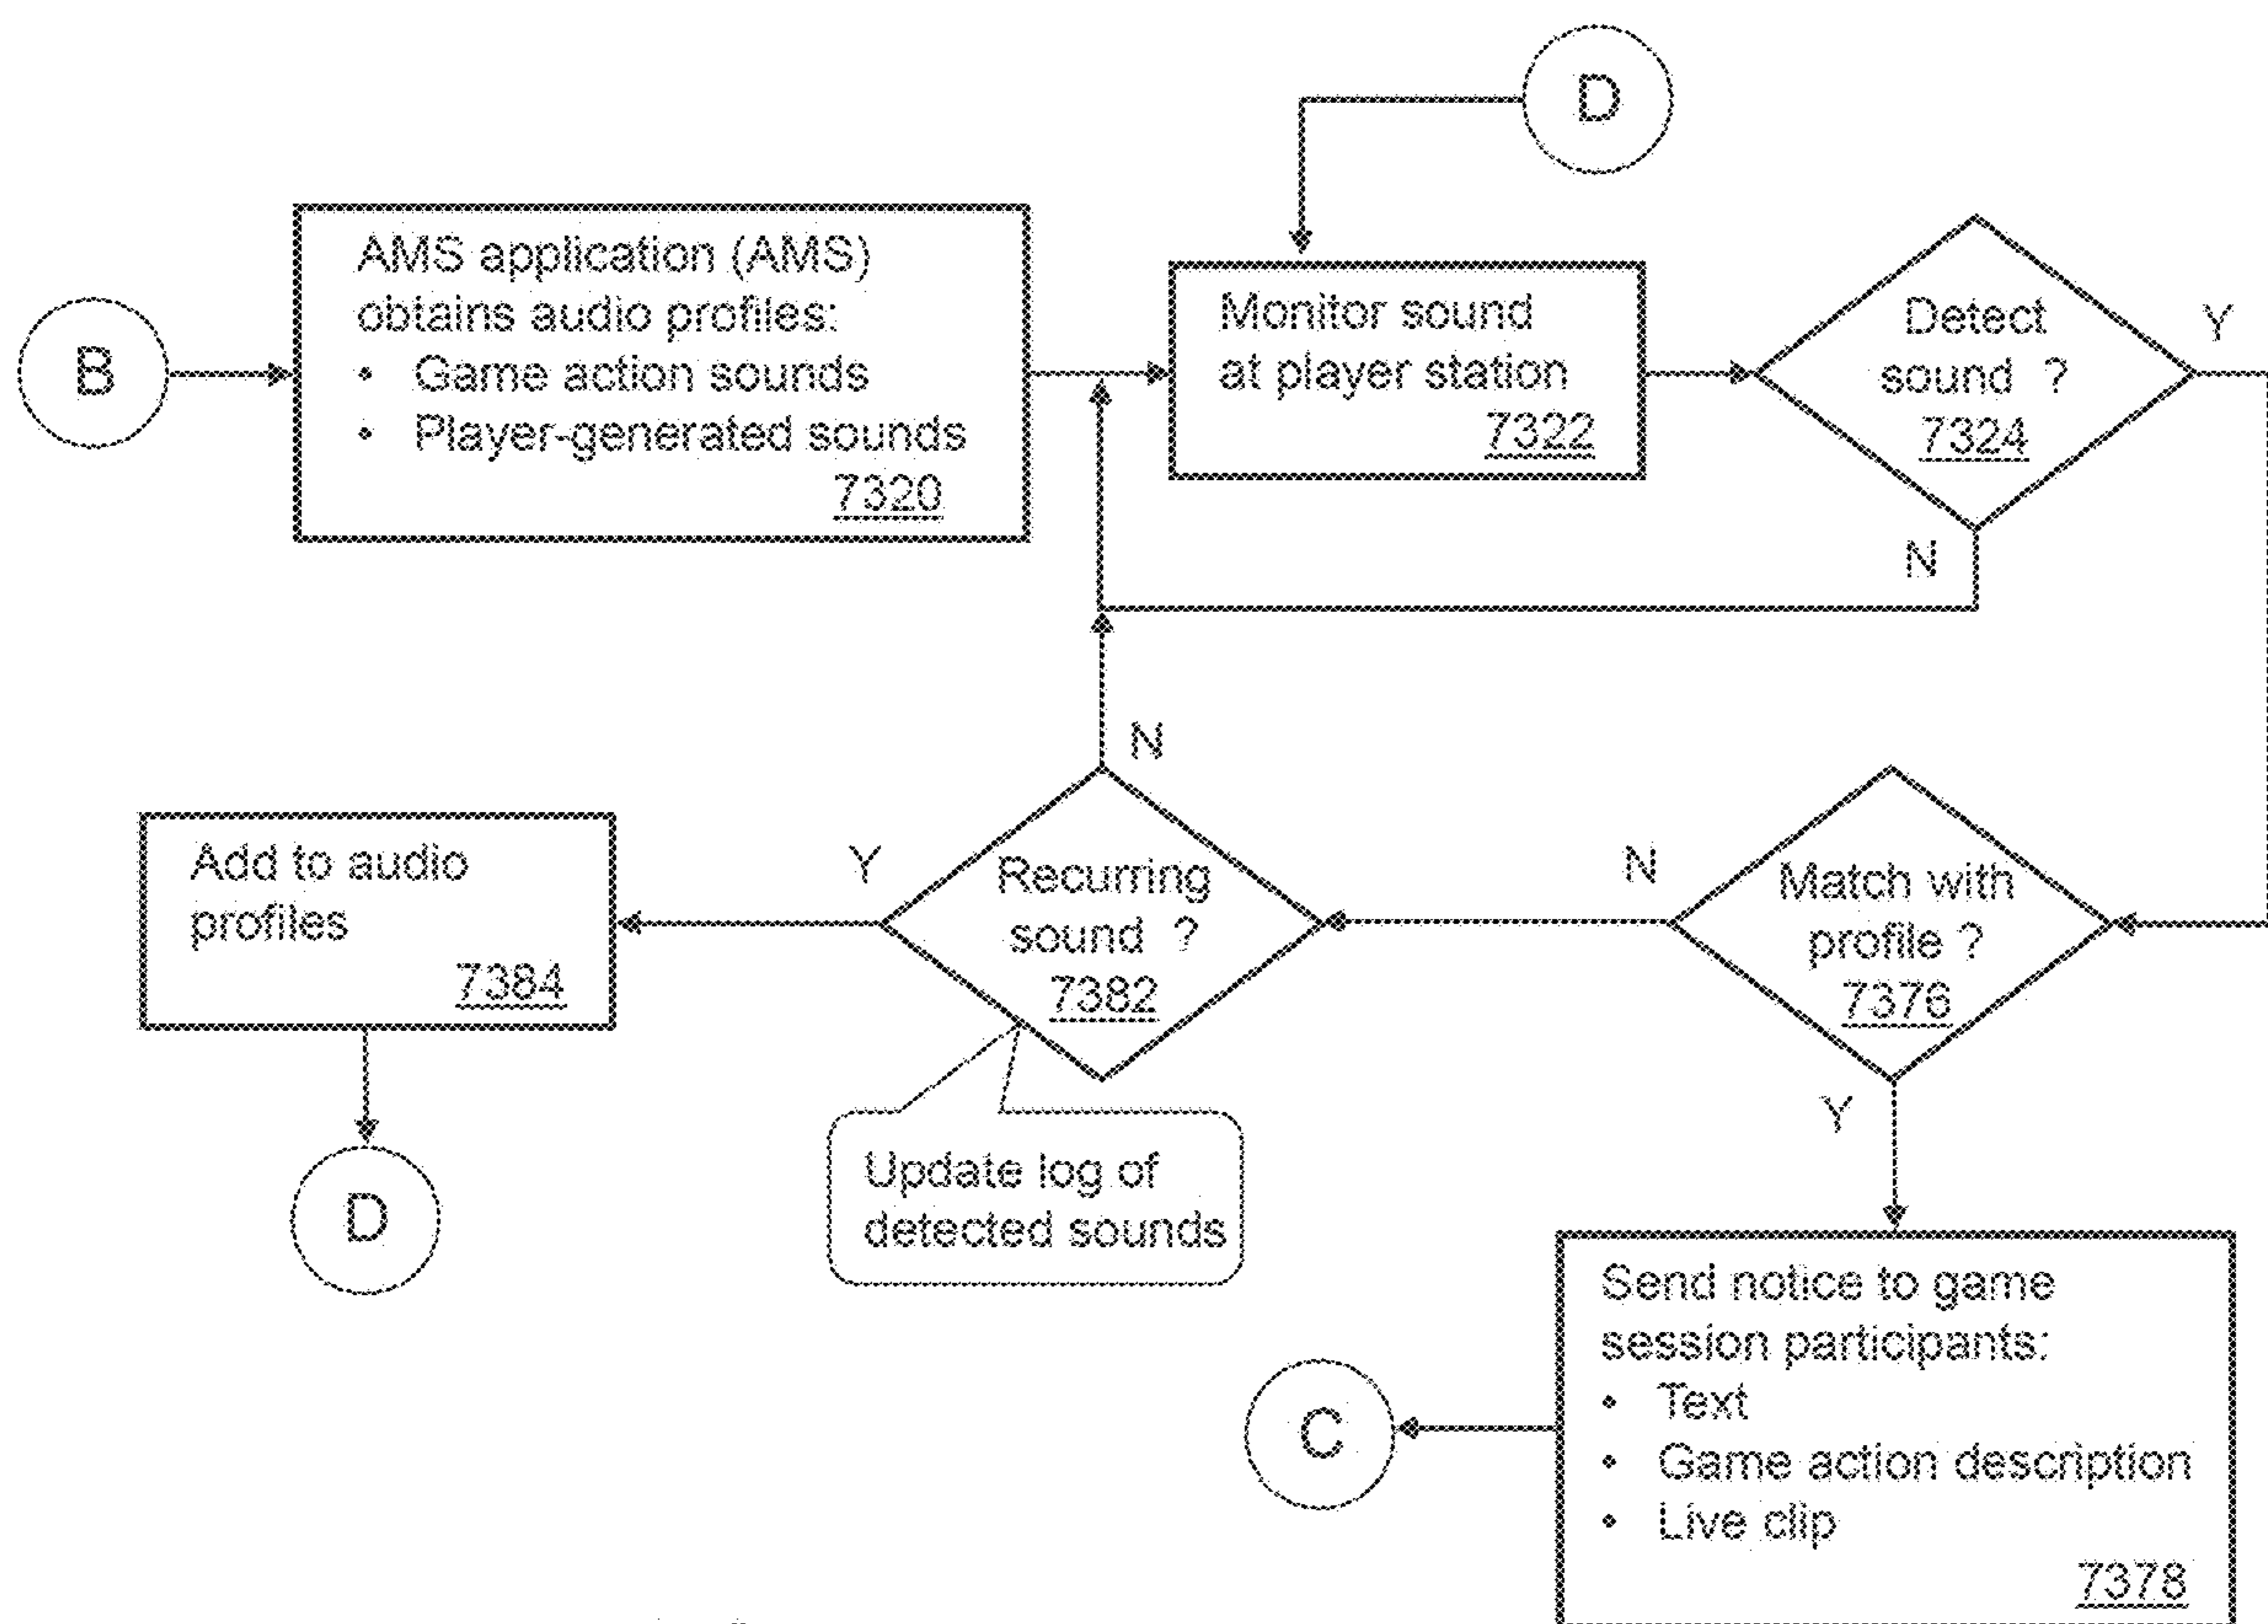 D
B
AMS application (AMS)
obtains audio profiles:
• Game action sounds
• Player-generated sounds
7320
Monitor sound
at player station
7322
Detect
sound ?
7324
Y
N
N
Add to audio
profiles
7384
Y
Recurring
sound ?
7382
N
Match with
profile ?
7376
Y
D
Update log of
detected sounds
C
Send notice to game
session participants:
• Text
• Game action description
• Live clip
7378